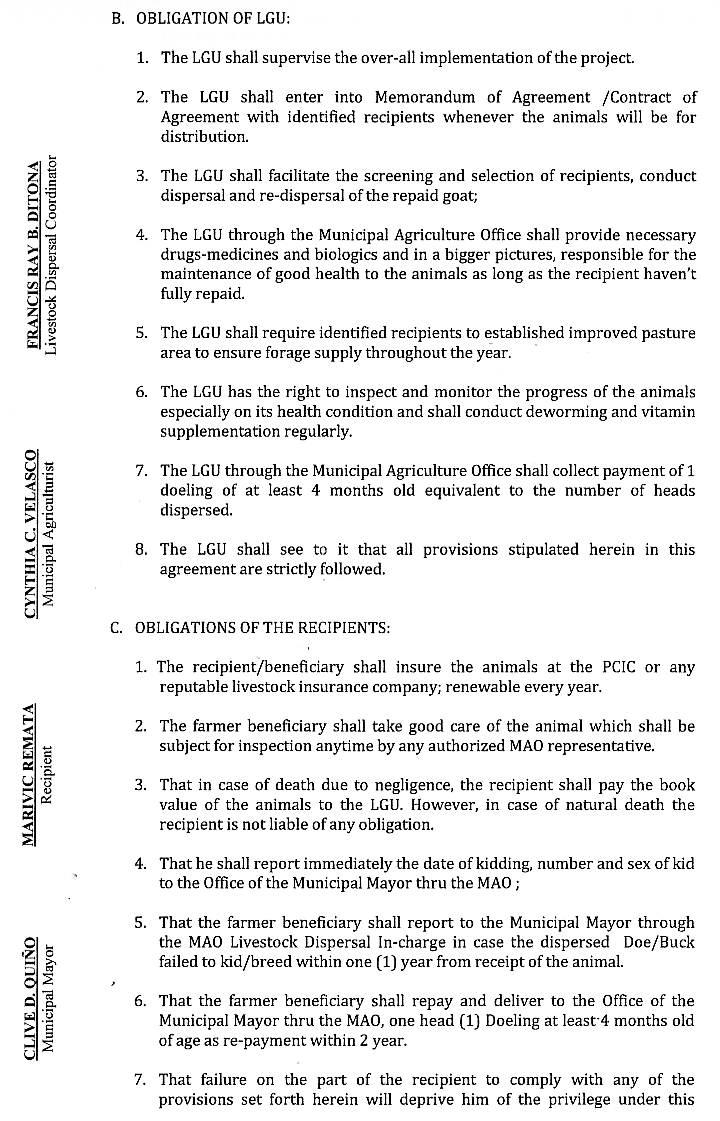 B. OBLIGATION OF LGU:
1. The LGU shall supervise the over-all implementation of the project.
2. The LGU shall enter into Memorandum of Agreement /Contract of
Agreement with identified recipients whenever the animals will be for
distribution.
3. The LGU shall facilitate the screening and selection of recipients, conduct
dispersal and re-dispersal of the repaid goat;
4. The LGU through the Municipal Agriculture Office shall provide necessary
drugs-medicines and biologics and in a bigger pictures, responsible for the
maintenance of good health to the animals as long as the recipient haven't
fully repaid.
5. The LGU shall require identified recipients to established improved pasture
area to ensure forage supply throughout the year.
6. The LGU has the right to inspect and monitor the progress of the animals
especially on its health condition and shall conduct deworming and vitamin
supplementation regularly.
7. The LGU through the Municipal Agriculture Office shall collect payment of 1
doeling of at least 4 months old equivalent to the number of heads
dispersed.
8. The LGU shall see to it that all provisions stipulated herein in this
agreement are strictly followed.
C. OBLIGATIONS OF THE RECIPIENTS:
1. The recipient/beneficiary shall insure the animals at the PCIC or any
reputable livestock insurance company; renewable every year.
2. The farmer beneficiary shall take good care of the animal which shall be
subject for inspection anytime by any authorized MAO representative.
3. That in case of death due to negligence, the recipient shall pay the book
value of the animals to the LGU. However, in case of natural death the
recipient is not liable of any obligation.
4. That he shall report immediately the date of kidding, number and sex of kid
to the Office of the Municipal Mayor thru the MAO ;
5. That the farmer beneficiary shall report to the Municipal Mayor through
the MAO Livestock Dispersal In-charge in case the dispersed Doe/Buck
failed to kid/breed within one (1) year from receipt of the animal.
6. That the farmer beneficiary shall repay and deliver to the Office of the
Municipal Mayor thru the MAO, one head (1) Doeling at least 4 months old
of age as re-payment within 2 year.
7. That failure on the part of the recipient to comply with any of the
provisions set forth herein will deprive him of the privilege under this
FRANCIS RAY B. DITONA
Livestock Dispersal Coordinator
CYNTHIA C. VELASCO
Municipal Agriculturist
MARIVIC REMATA
Recipient
CLIVE D. QUIÑO
Municipal Mayor